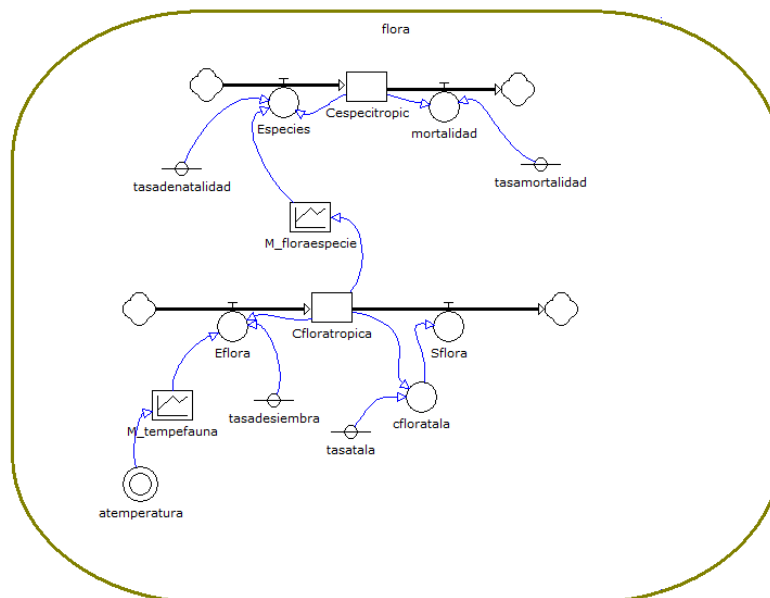 flora
Especies
Cespecitropic
mortalidad
tasadenatalidad
tasamortalidad
M_floraespecie
Cfloratropica
Eflora
Sflora
tasadesiembra
M_tempefauna
cfloratala
tasatala
atemperatura